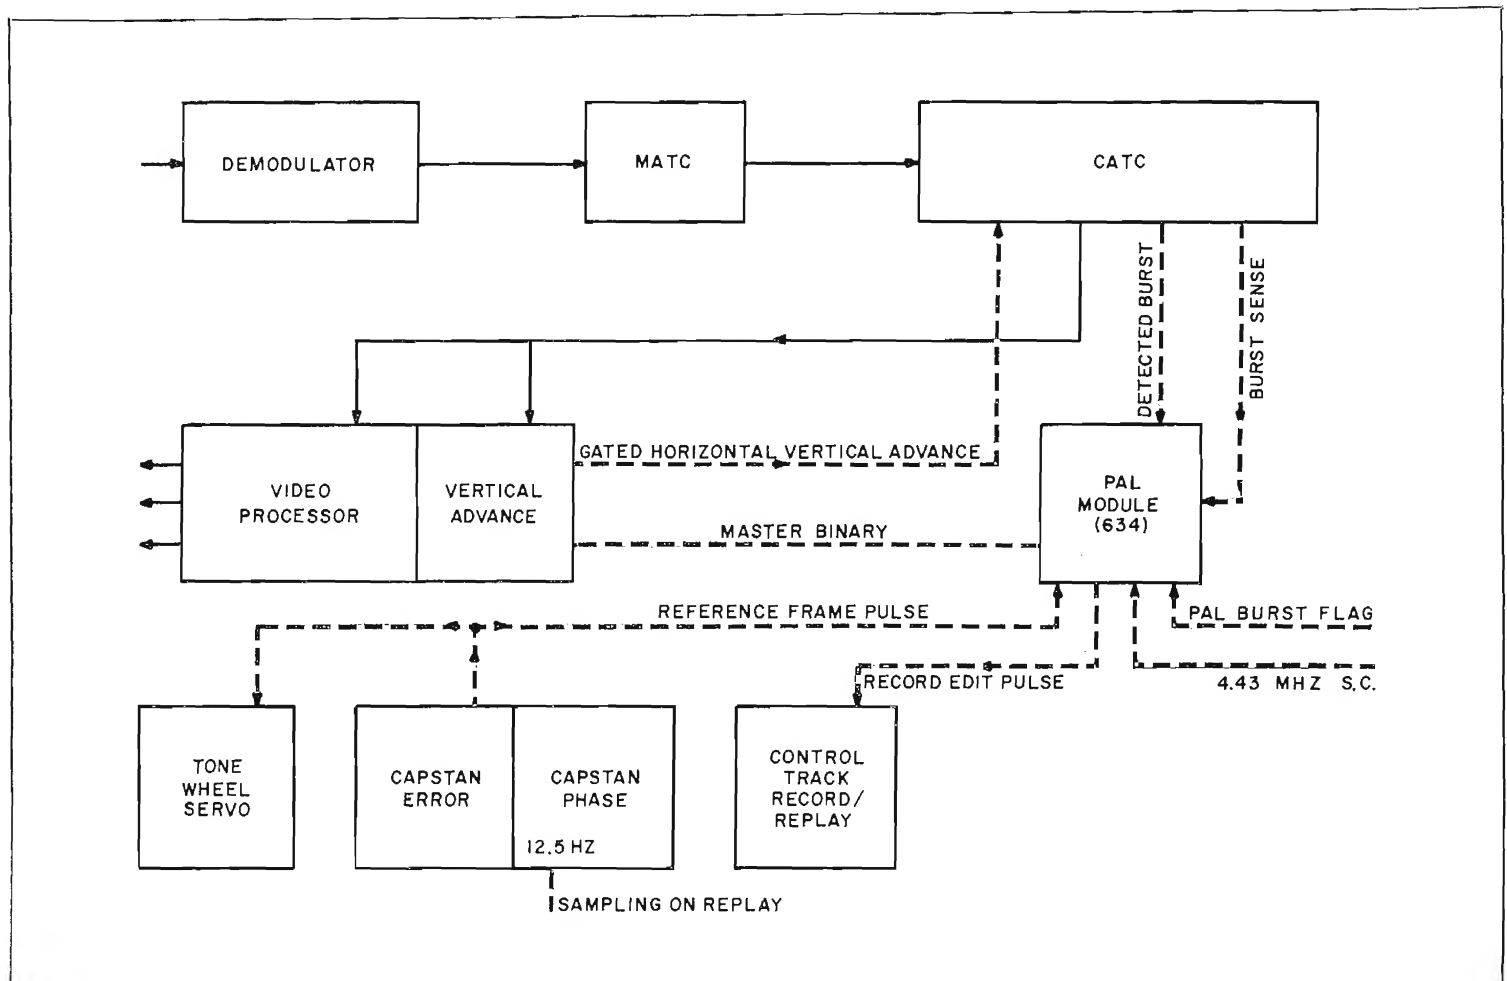 DEMODULATOR
MATC
CATC
DETECTED BURST
BURST SENSE
GATED HORIZONTAL VERTICAL ADVANCE
VIDEO
PROCESSOR
VERTICAL
ADVANCE
PAL
MODULE
(634)
MASTER BINARY
REFERENCE FRAME PULSE
PAL BURST FLAG
RECORD EDIT PULSE
4.43 MHZ S.C.
TONE
WHEEL
SERVO
CAPSTAN
ERROR
CAPSTAN
PHASE
12.5 HZ
CONTROL
TRACK
RECORD/
REPLAY
SAMPLING ON REPLAY